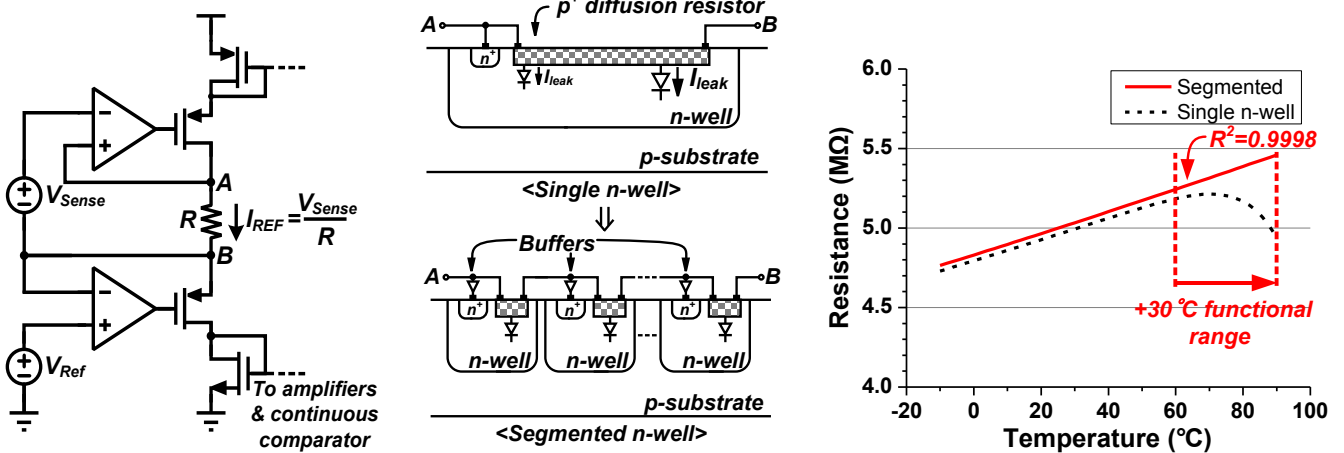 −
+
V_Sense
A
R
I_REF = V_Sense / R
B
−
+
V_Ref
To amplifiers
& continuous
comparator
p⁺ diffusion resistor
A
B
n⁺
I_leak
I_leak
n-well
p-substrate
<Single n-well>
Buffers
A
B
n⁺
n⁺
n⁺
n-well
n-well
n-well
p-substrate
<Segmented n-well>
Resistance (MΩ)
6.0
5.5
5.0
4.5
4.0
Segmented
Single n-well
R²=0.9998
+30℃ functional
range
-20 0 20 40 60 80 100
Temperature (℃)